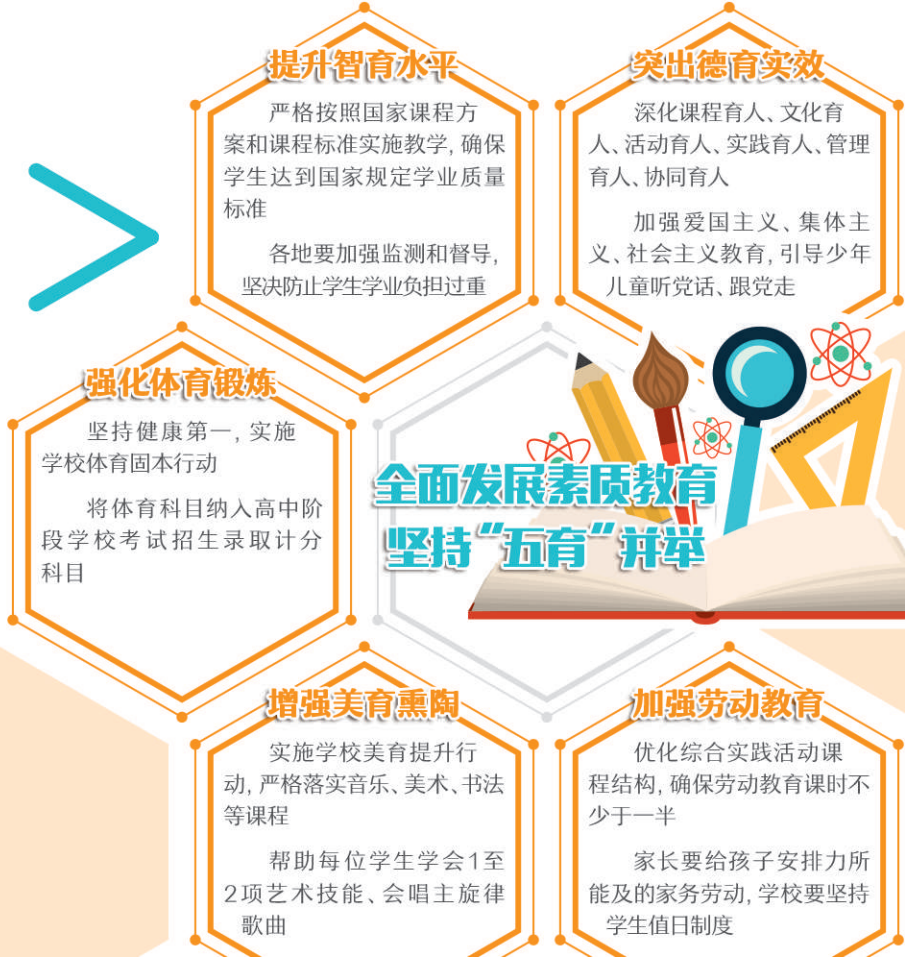 提升智育水平
严格按照国家课程方
案和课程标准实施教学,确保
学生达到国家规定学业质量
标准
各地要加强监测和督导,
坚决防止学生学业负担过重
突出德育实效
深化课程育人、文化育
人、活动育人、实践育人、管理
育人、协同育人
加强爱国主义、集体主
义、社会主义教育,引导少年
儿童听党话、跟党走
强化体育锻炼
坚持健康第一,实施
学校体育固本行动
将体育科目纳入高中阶
段学校考试招生录取计分
科目
全面发展素质教育
坚持“五育”并举
增强美育熏陶
实施学校美育提升行
动,严格落实音乐、美术、书法
等课程
帮助每位学生学会1至
2项艺术技能、会唱主旋律
歌曲
加强劳动教育
优化综合实践活动课
程结构,确保劳动教育课时不
少于一半
家长要给孩子安排力所
能及的家务劳动,学校要坚持
学生值日制度